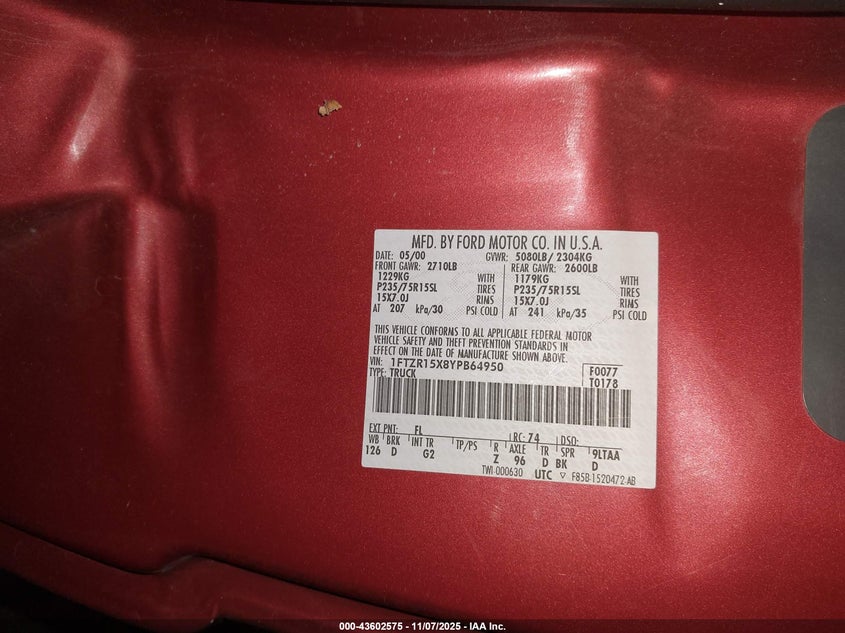 MFD. BY FORD MOTOR CO. IN U.S.A.
DATE: 05/00 GVWR: 5080LB/ 2304KG
FRONT GAWR: 2710LB REAR GAWR: 2600LB
1229KG WITH 1179KG WITH
P235/75R15SL TIRES P235/75R15SL TIRES
15X7.0J RIMS 15X7.0J RIMS
AT 207 kPa/30 PSI COLD AT 241 kPa/35 PSI COLD
THIS VEHICLE CONFORMS TO ALL APPLICABLE FEDERAL MOTOR
VEHICLE SAFETY AND THEFT PREVENTION STANDARDS IN
EFFECT ON THE DATE OF MANUFACTURE SHOWN ABOVE.
VIN: 1FTZR15X8YPB64950 F0077
TYPE: TRUCK T0178
EXT PNT: FL RC: 74 DSO:
WB BRK INT TR TP/PS R AXLE TR SPR 9LTAA
126 D G2 Z 96 D BK D
TWI-000630 UTC ▽ F85B-1520472-AB
000-43602575 - 11/07/2025 - IAA Inc.